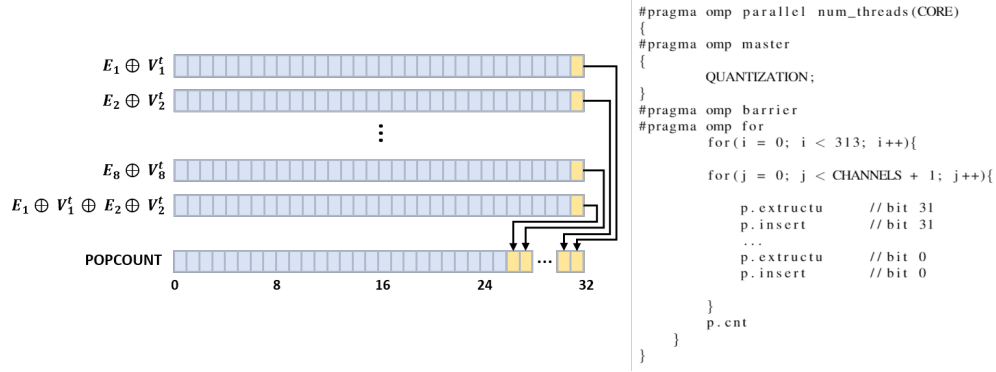 E₁ ⊕ V₁ᵗ
E₂ ⊕ V₂ᵗ
⋮
E₈ ⊕ V₈ᵗ
E₁ ⊕ V₁ᵗ ⊕ E₂ ⊕ V₂ᵗ
POPCOUNT
...
0 8 16 24 32
#pragma omp parallel num_threads(CORE)
{
#pragma omp master
{
QUANTIZATION;
}
#pragma omp barrier
#pragma omp for
for(i = 0; i < 313; i++){
for(j = 0; j < CHANNELS + 1; j++){
p.extructu //bit 31
p.insert //bit 31
...
p.extructu //bit 0
p.insert //bit 0
}
p.cnt
}
}